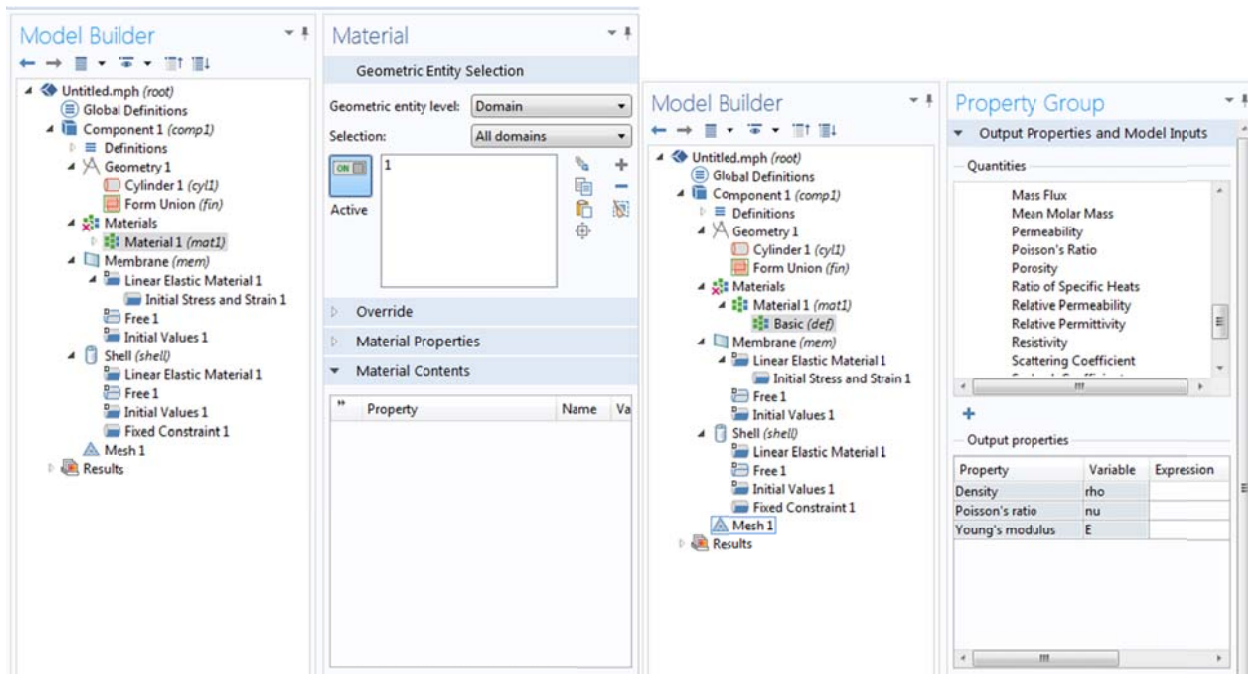 Model Builder
Untitled.mph (root)
Global Definitions
Component 1 (comp1)
Definitions
Geometry 1
Cylinder 1 (cyl1)
Form Union (fin)
Materials
Material 1 (mat1)
Membrane (mem)
Linear Elastic Material 1
Initial Stress and Strain 1
Free 1
Initial Values 1
Shell (shell)
Linear Elastic Material 1
Free 1
Initial Values 1
Fixed Constraint 1
Mesh 1
Results
Material
Geometric Entity Selection
Geometric entity level: Domain
Selection: All domains
ON
1
Active
Override
Material Properties
Material Contents
" Property Name Va
Model Builder
Untitled.mph (root)
Global Definitions
Component 1 (comp1)
Definitions
Geometry 1
Cylinder 1 (cyl1)
Form Union (fin)
Materials
Material 1 (mat1)
Basic (def)
Membrane (mem)
Linear Elastic Material 1
Initial Stress and Strain 1
Free 1
Initial Values 1
Shell (shell)
Linear Elastic Material 1
Free 1
Initial Values 1
Fixed Constraint 1
Mesh 1
Results
Property Group
Output Properties and Model Inputs
Quantities
Mass Flux
Mean Molar Mass
Permeability
Poisson's Ratio
Porosity
Ratio of Specific Heats
Relative Permeability
Relative Permittivity
Resistivity
Scattering Coefficient
Output properties
Property Variable Expression
Density rho
Poisson's ratio nu
Young's modulus E